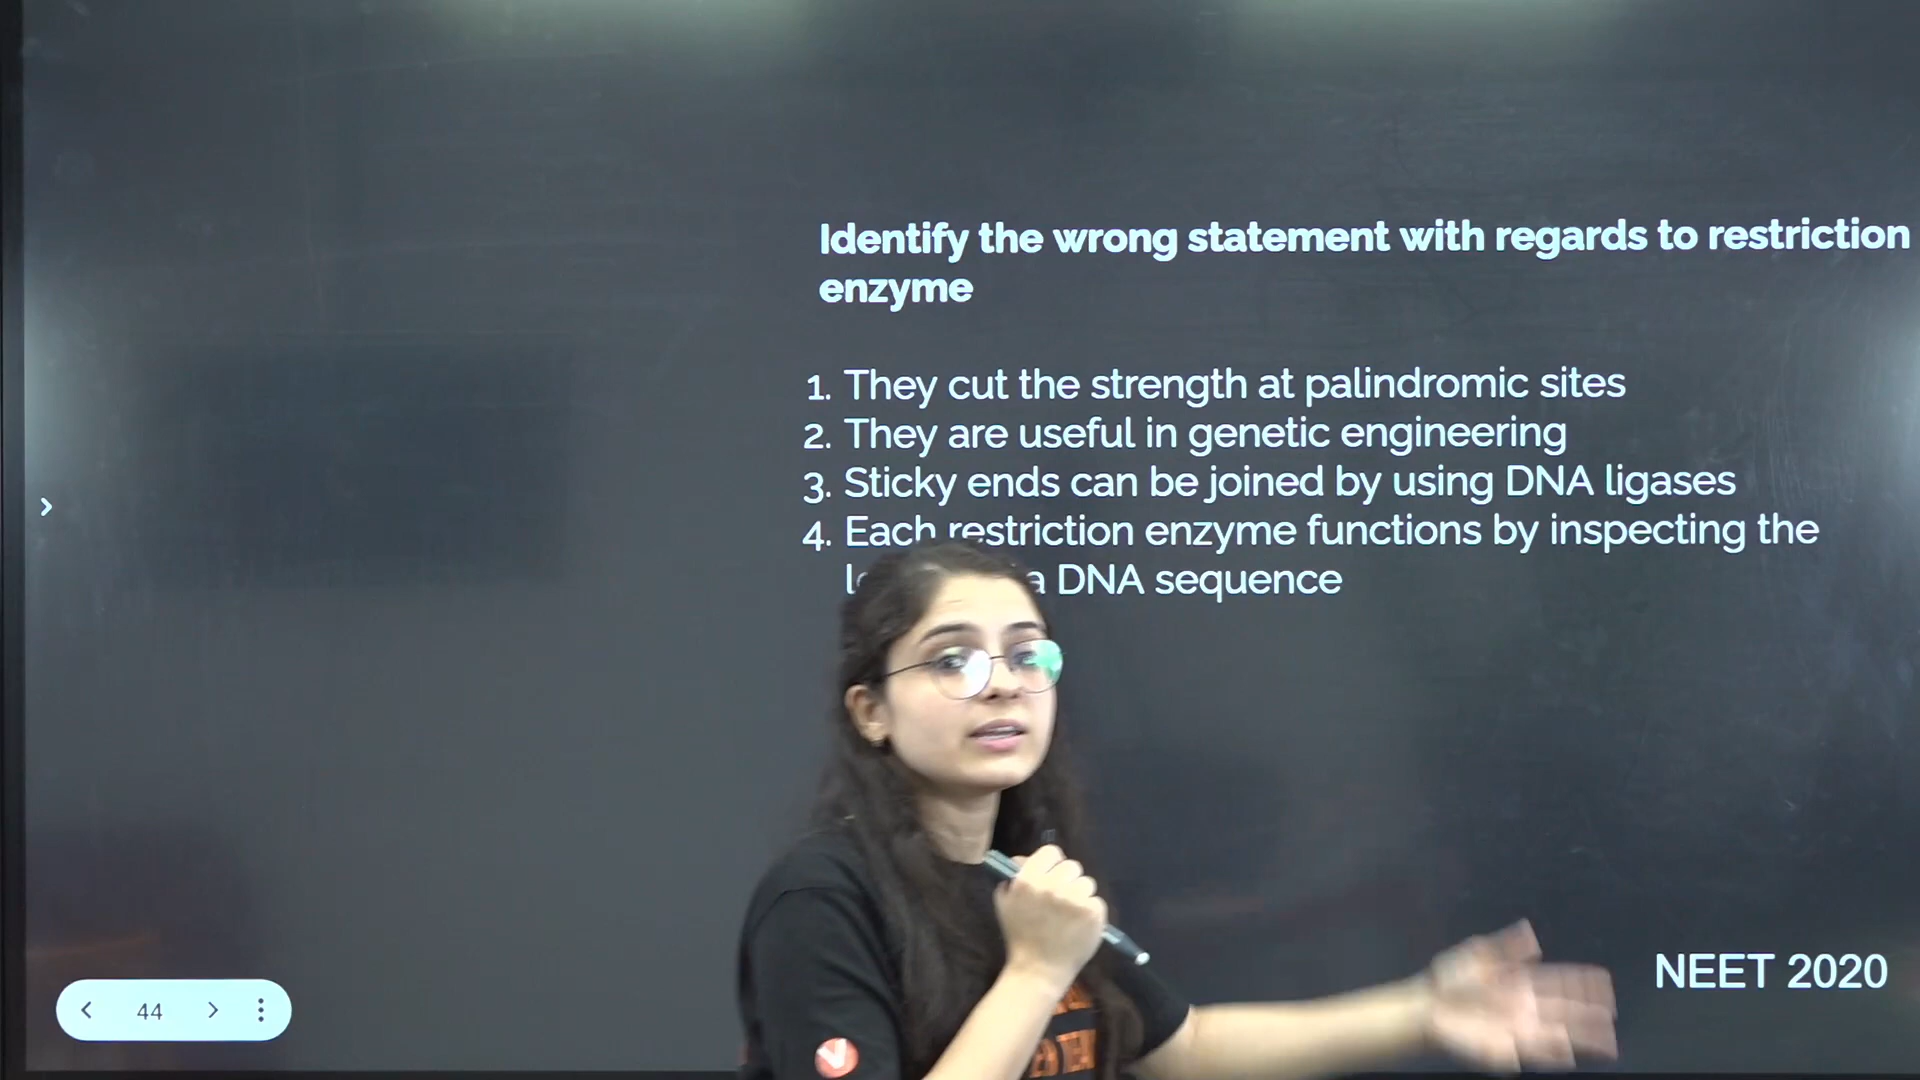 Identify the wrong statement with regards to restriction
enzyme
1. They cut the strength at palindromic sites
2. They are useful in genetic engineering
3. Sticky ends can be joined by using DNA ligases
4. Each restriction enzyme functions by inspecting the
a DNA sequence
NEET 2020
44